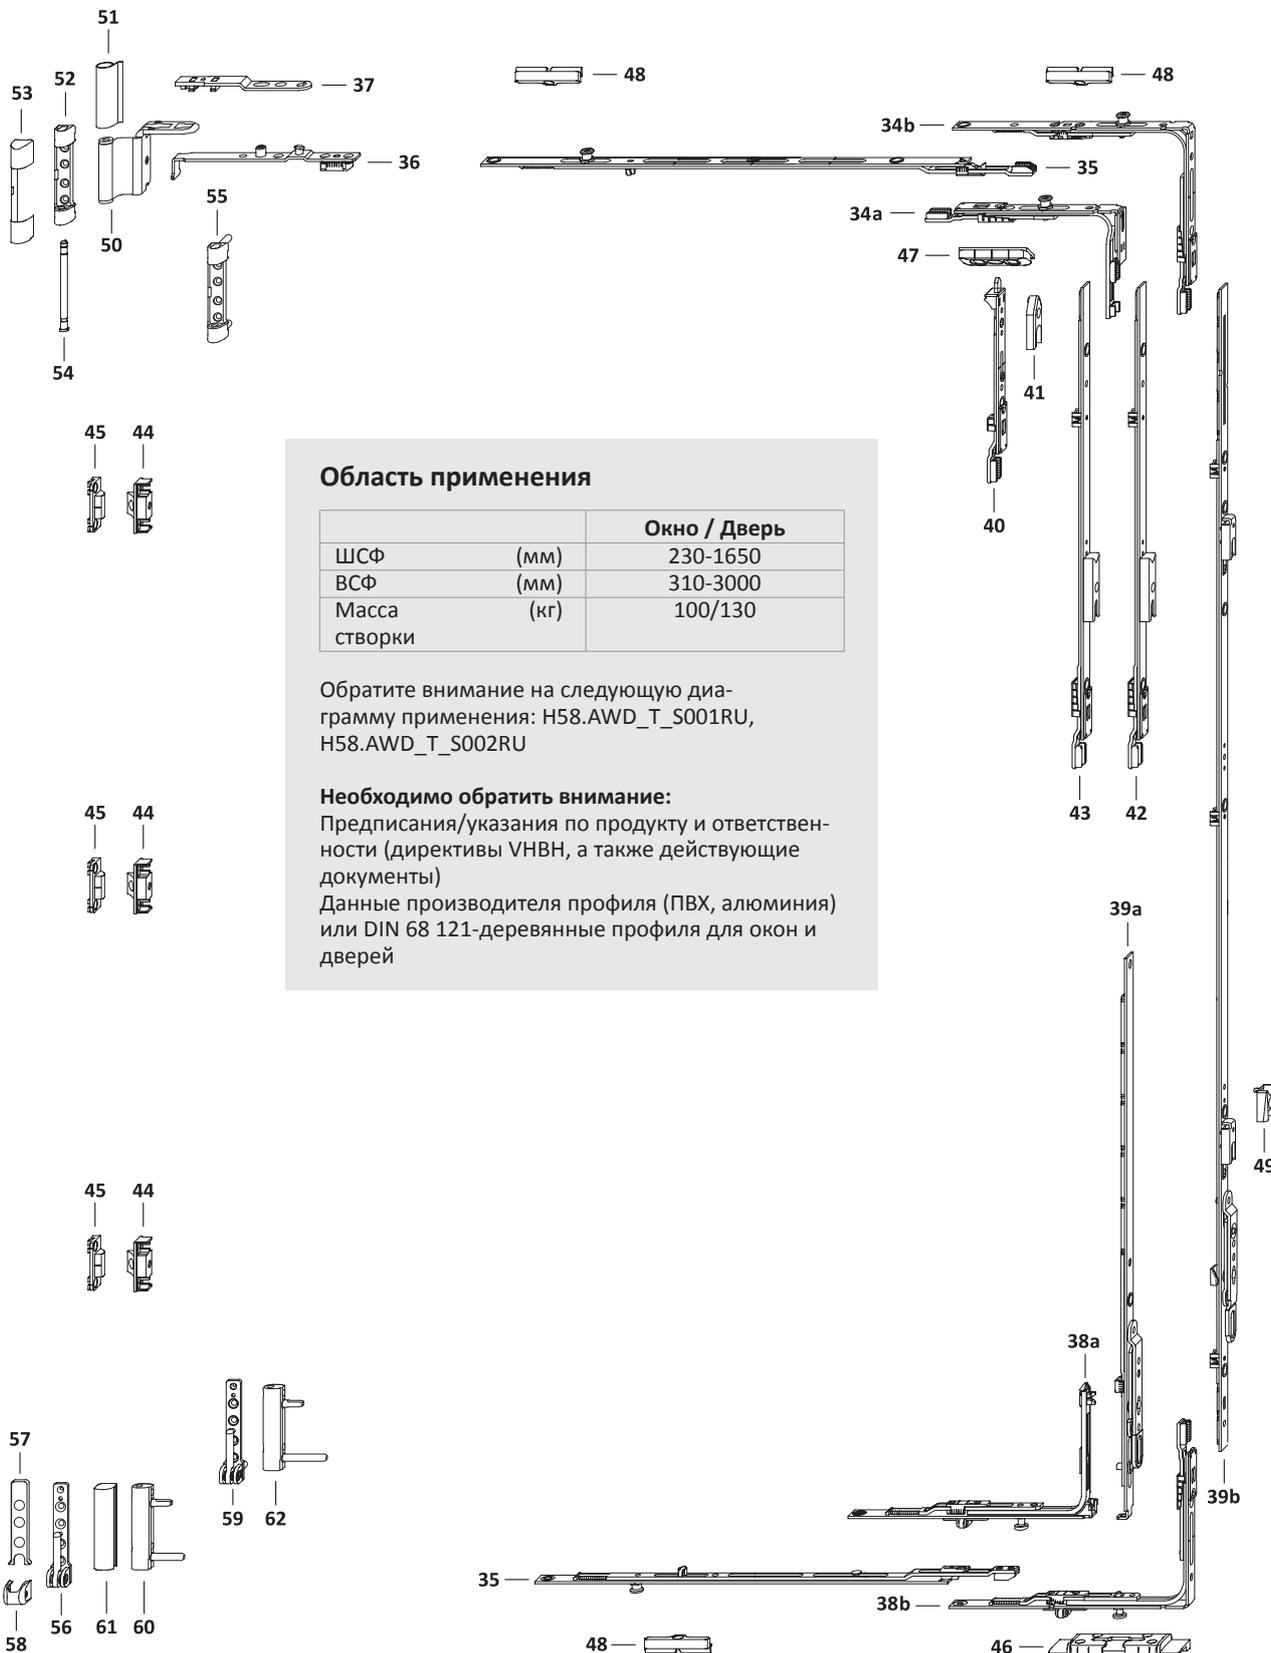 51
48
48
52
37
53
34b
36
35
55
34a
50
47
54
41
45
44
Область применения
40
Окно / Дверь
ШСФ (мм) 230-1650
ВСФ (мм) 310-3000
Масса (кг) 100/130
створки
Обратите внимание на следующую диа-
грамму применения: H58.AWD_T_S001RU,
H58.AWD_T_S002RU
Необходимо обратить внимание:
43
42
45
44
Предписания/указания по продукту и ответствен-
ности (директивы VHBH, а также действующие
документы)
Данные производителя профиля (ПВХ, алюминия)
или DIN 68 121-деревянные профиля для окон и
дверей
39a
49
45
44
38a
57
59
62
39b
35
38b
58
56
61
60
48
46